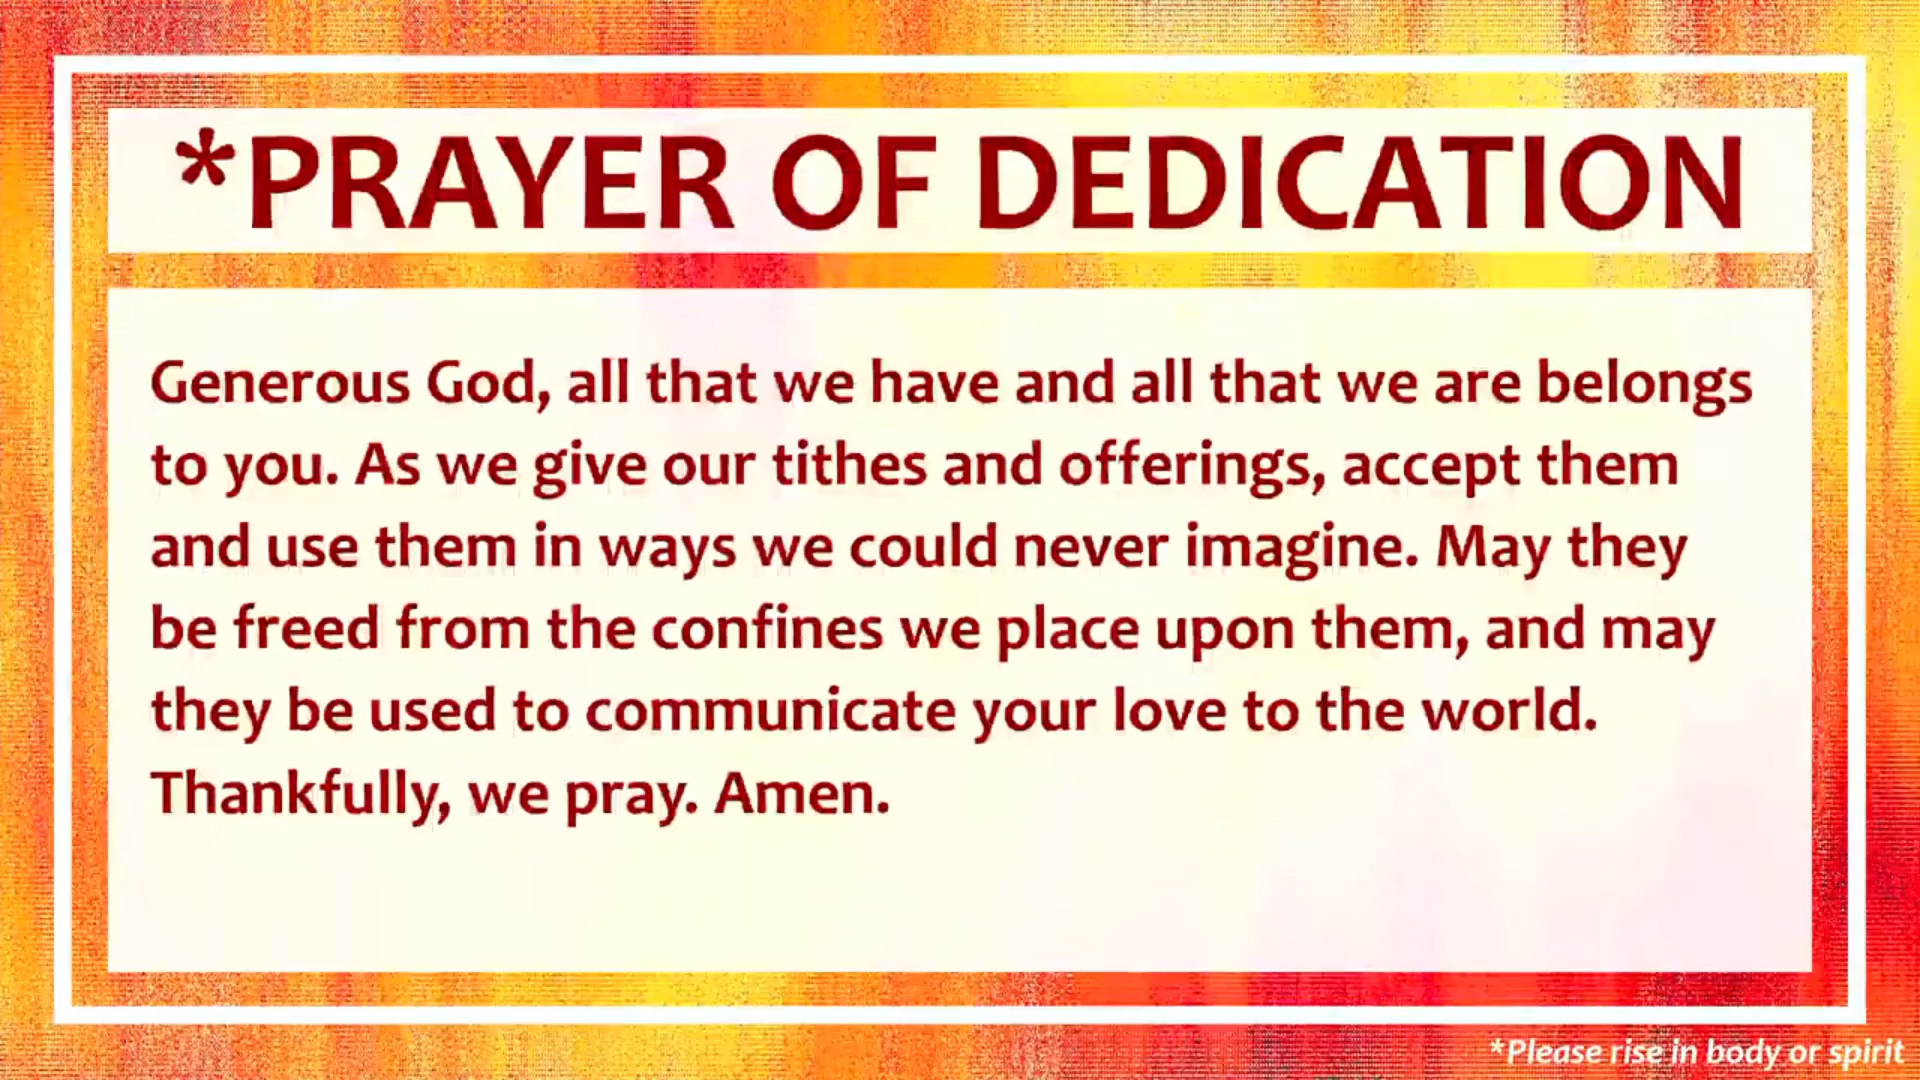 *PRAYER OF DEDICATION
Generous God, all that we have and all that we are belongs
to you. As we give our tithes and offerings, accept them
and use them in ways we could never imagine. May they
be freed from the confines we place upon them, and may
they be used to communicate your love to the world.
Thankfully, we pray. Amen.
*Please rise in body or spirit